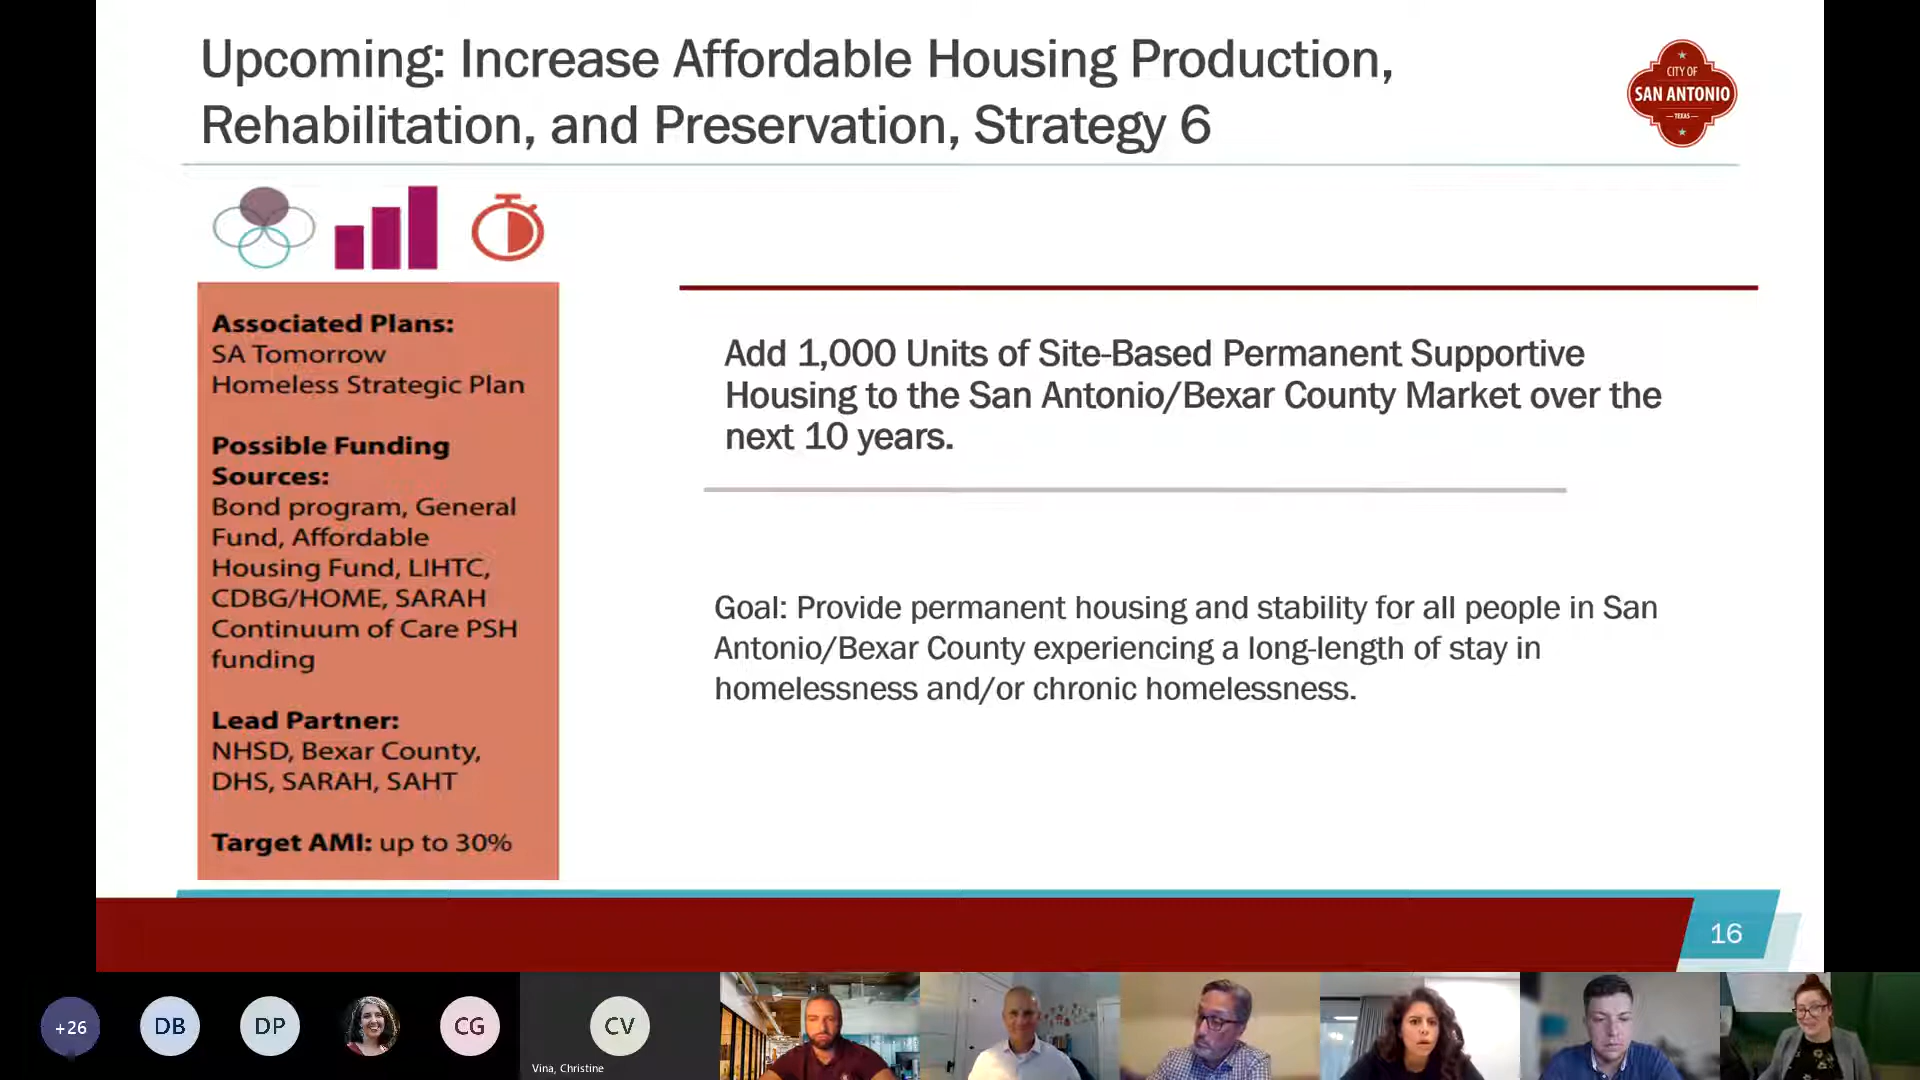 Upcoming: Increase Affordable Housing Production,
Rehabilitation, and Preservation, Strategy 6
CITY OF
SAN ANTONIO
TEXAS
Associated Plans:
SA Tomorrow
Homeless Strategic Plan
Possible Funding
Sources:
Bond program, General
Fund, Affordable
Housing Fund, LIHTC,
CDBG/HOME, SARAH
Continuum of Care PSH
funding
Lead Partner:
NHSD, Bexar County,
DHS, SARAH, SAHT
Target AMI: up to 30%
Add 1,000 Units of Site-Based Permanent Supportive
Housing to the San Antonio/Bexar County Market over the
next 10 years.
Goal: Provide permanent housing and stability for all people in San
Antonio/Bexar County experiencing a long-length of stay in
homelessness and/or chronic homelessness.
16
+26
DB
DP
CG
CV
Vina, Christine